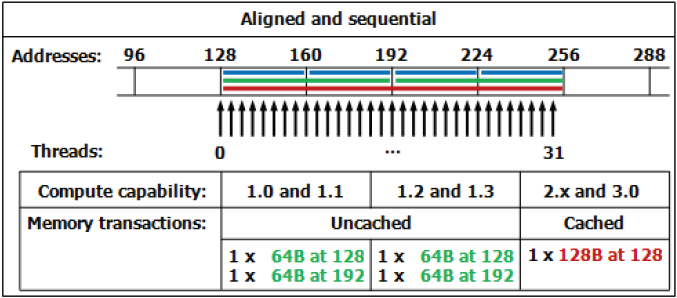 Aligned and sequential
Addresses: 96 128 160 192 224 256 288
Threads: 0 ... 31
Compute capability: 1.0 and 1.1 1.2 and 1.3 2.x and 3.0
Memory transactions: Uncached Cached
1 x 64B at 128 1 x 64B at 128 1 x 128B at 128
1 x 64B at 192 1 x 64B at 192